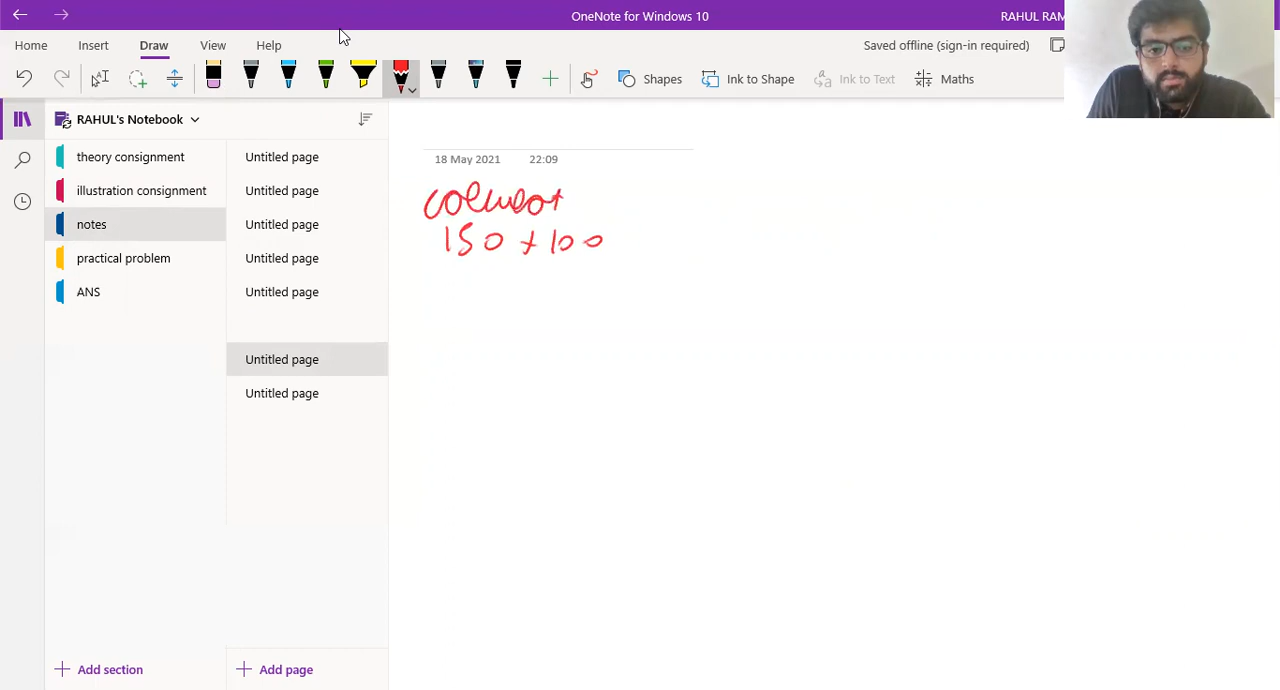 OneNote for Windows 10
RAHUL RAM
Home Insert Draw View Help
Saved offline (sign-in required)
Shapes Ink to Shape Ink to Text Maths
RAHUL's Notebook
theory consignment
illustration consignment
notes
practical problem
ANS
Untitled page
Untitled page
Untitled page
Untitled page
Untitled page
Untitled page
Untitled page
18 May 2021 22:09
150 + 100
Add section
Add page